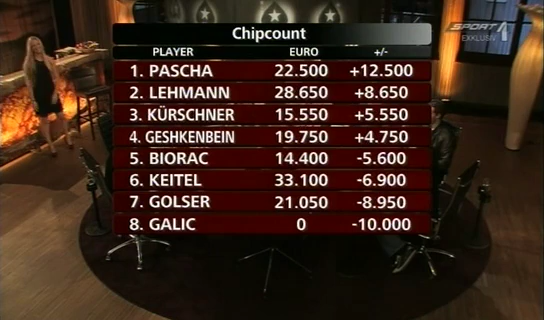 Chipcount
PLAYER EURO +/-
1. PASCHA 22.500 +12.500
2. LEHMANN 28.650 +8.650
3. KÜRSCHNER 15.550 +5.550
4. GESHKENBEIN 19.750 +4.750
5. BIORAC 14.400 -5.600
6. KEITEL 33.100 -6.900
7. GOLSER 21.050 -8.950
8. GALIC 0 -10.000
SPORT1
EXKLUSIV